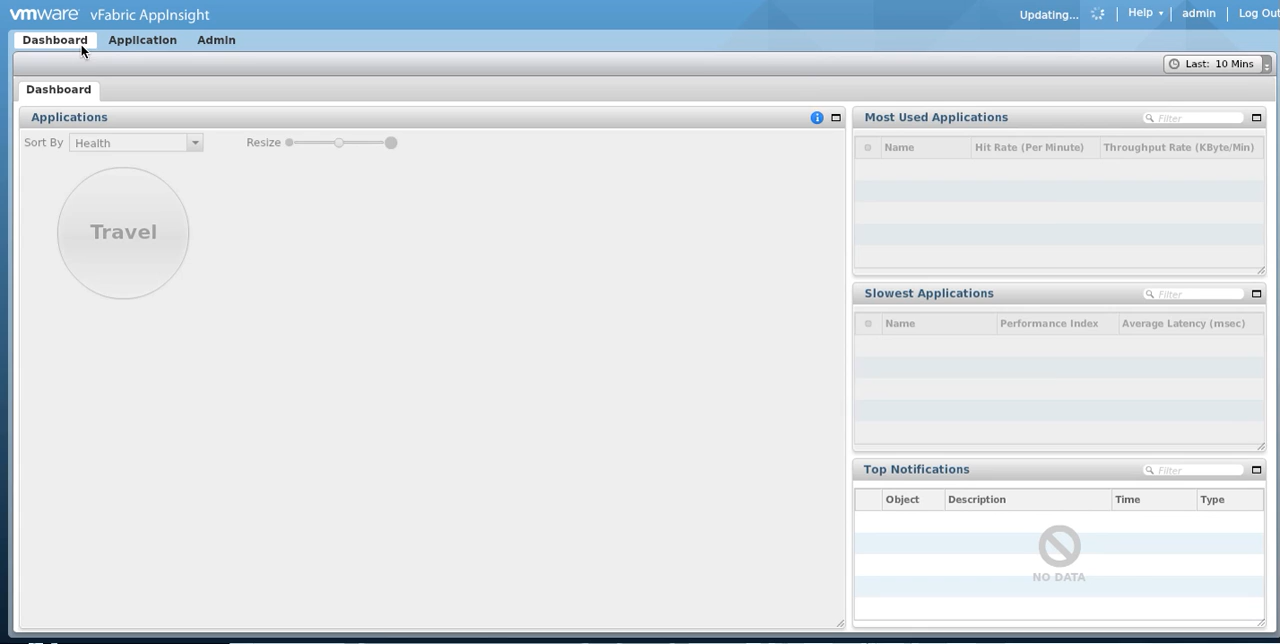 vmware vFabric AppInsight
Updating... Help admin Log Out
Dashboard Application Admin
Last: 10 Mins
Dashboard
Applications
Sort By Health Resize
Travel
Most Used Applications Filter
Name Hit Rate (Per Minute) Throughput Rate (KByte/Min)
Slowest Applications Filter
Name Performance Index Average Latency (msec)
Top Notifications Filter
Object Description Time Type
NO DATA